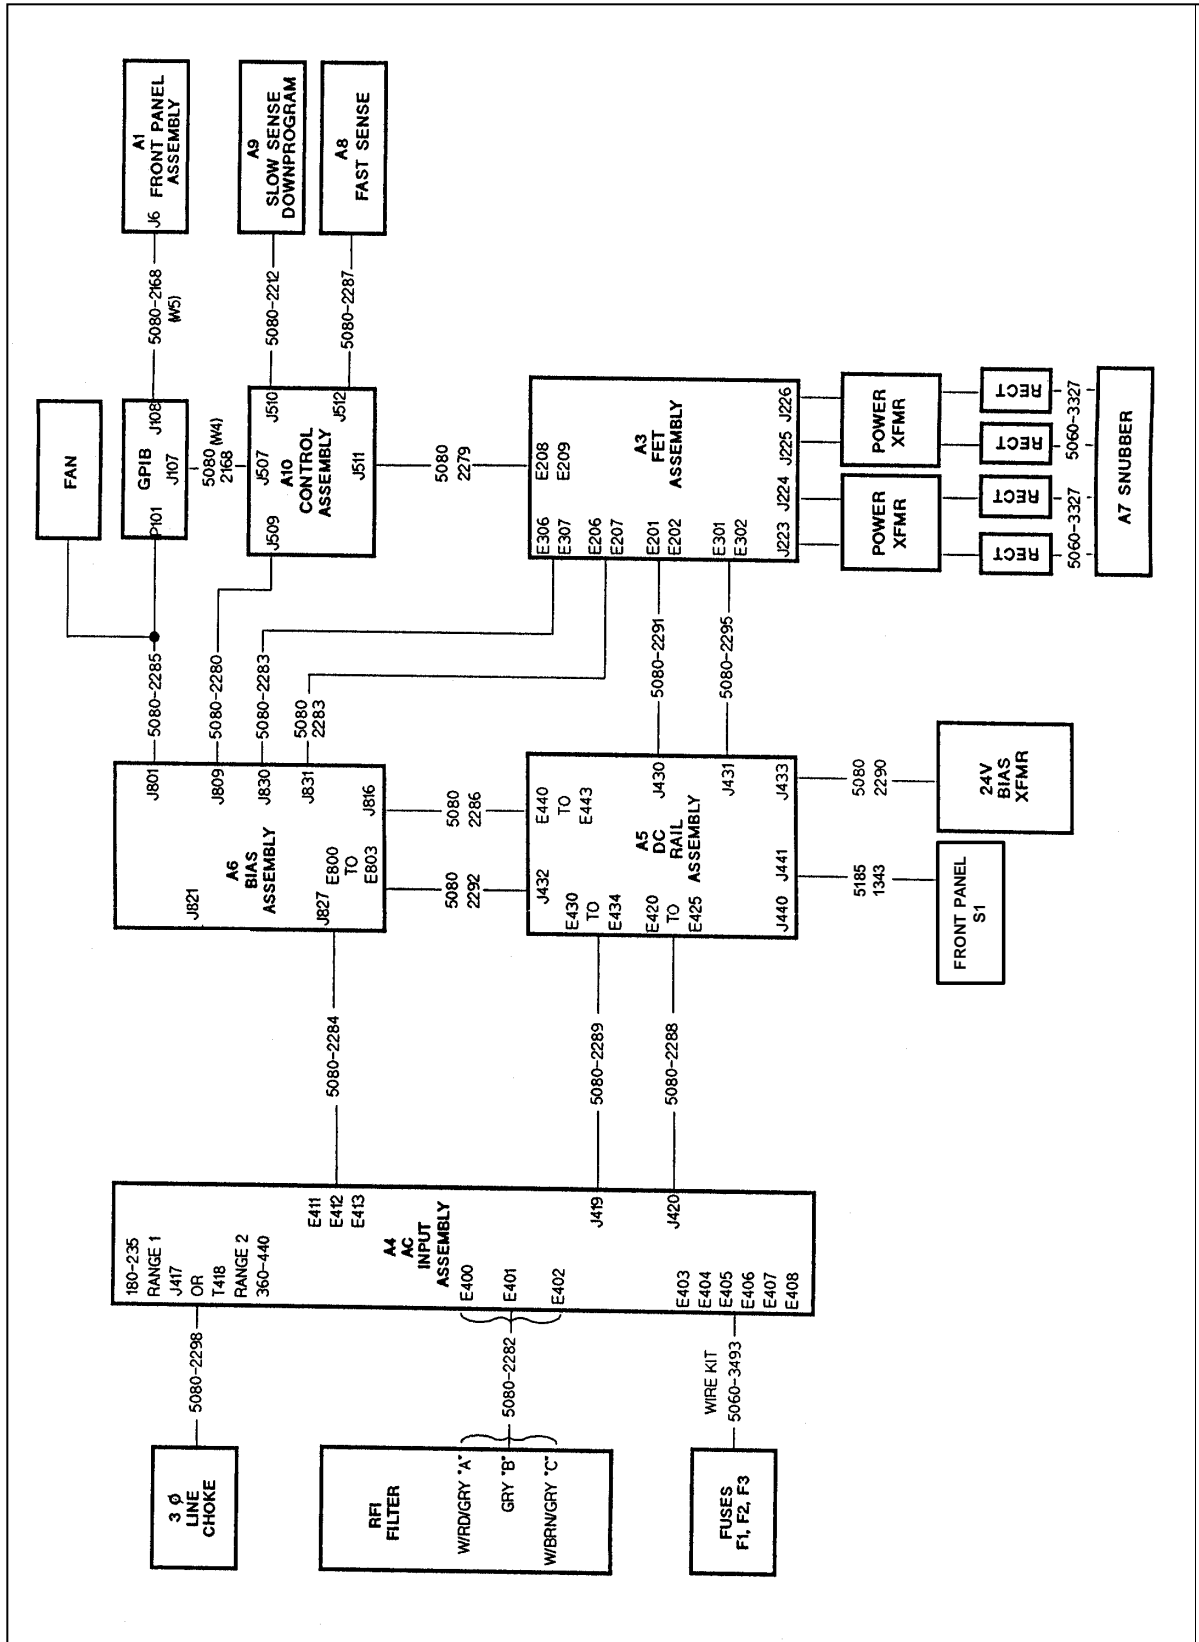 3 Ø
LINE
CHOKE
5080-2298
180-235
RANGE 1
J417
OR
T418
RANGE 2
360-440
RFI
FILTER
W/RD/GRY "A"
GRY "B"
W/BRN/GRY "C"
5080-2282
E400
E401
E402
FUSES
F1, F2, F3
WIRE KIT
5060-3493
E403
E404
E405
E406
E407
E408
A4
AC
INPUT
ASSEMBLY
E411
E412
E413
J419
J420
5080-2284
5080-2289
5080-2288
J821
J827
A6
BIAS
ASSEMBLY
E800
TO
E803
J816
J801
J809
J830
J831
5080
2292
5080
2286
J432
E430
TO
E434
E420
TO
E425
E440
TO
E443
A5
DC
RAIL
ASSEMBLY
J430
J431
J440
J441
J433
5185
1343
5080
2290
FRONT PANEL
S1
24V
BIAS
XFMR
5080-2285
5080-2280
5080-2283
5080
2283
5080-2291
5080-2295
FAN
P101
GPIB
J107
J108
5080 (W4)
2168
5080-2168
(W5)
J6
A1
FRONT PANEL
ASSEMBLY
J509
J507
A10
CONTROL
ASSEMBLY
J511
J510
J512
5080-2212
5080-2287
A9
SLOW SENSE
DOWNPROGRAM
A8
FAST SENSE
5080
2279
E306
E307
E206
E207
E201
E202
E301
E302
E208
E209
A3
FET
ASSEMBLY
J223
J224
J225
J226
POWER
XFMR
POWER
XFMR
RECT
RECT
RECT
RECT
5060-3327
5060-3327
A7 SNUBBER